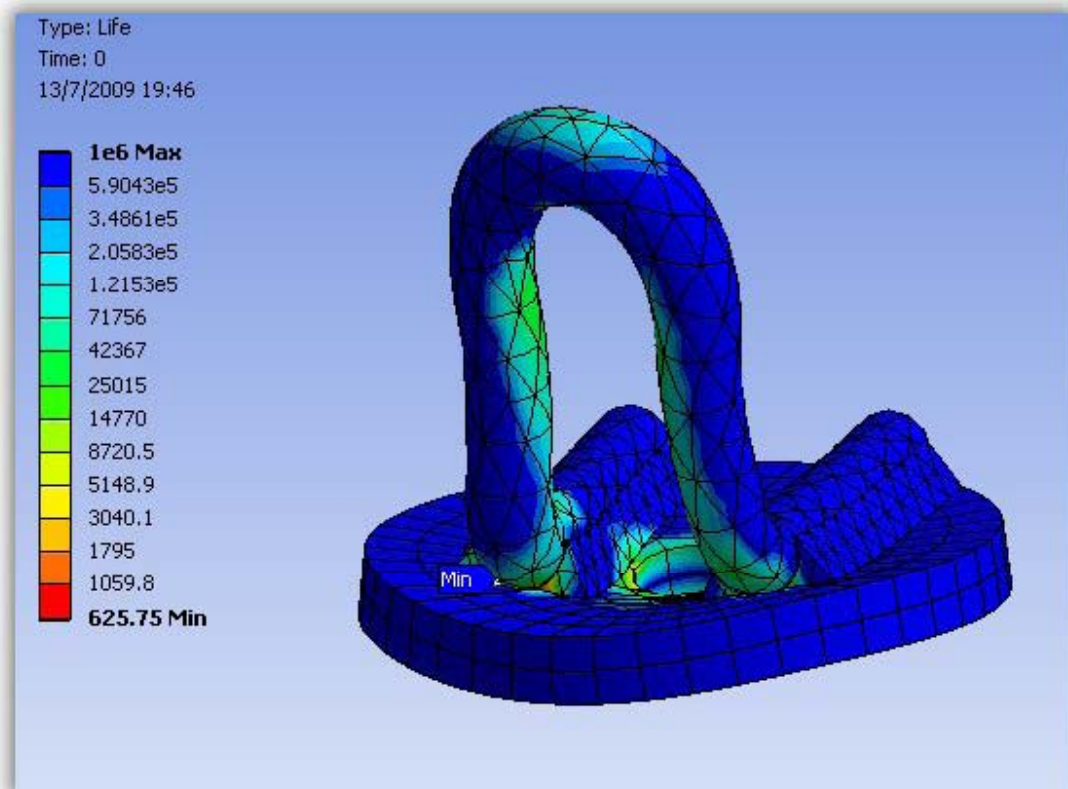 Type: Life
Time: 0
13/7/2009 19:46
1e6 Max
5.9043e5
3.4861e5
2.0583e5
1.2153e5
71756
42367
25015
14770
8720.5
5148.9
3040.1
1795
1059.8
625.75 Min
Min